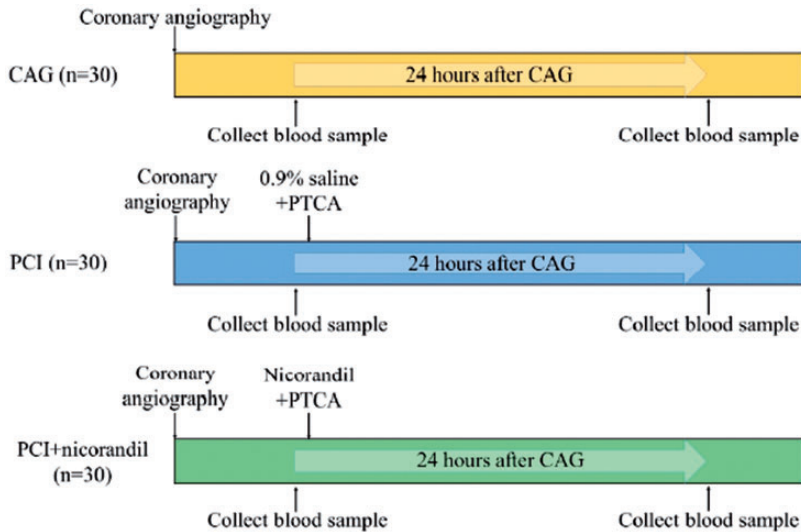 Coronary angiography
CAG (n=30)
24 hours after CAG
Collect blood sample
Collect blood sample
Coronary
angiography
0.9% saline
+PTCA
PCI (n=30)
24 hours after CAG
Collect blood sample
Collect blood sample
Coronary
angiography
Nicorandil
+PTCA
PCI+nicorandil
(n=30)
24 hours after CAG
Collect blood sample
Collect blood sample